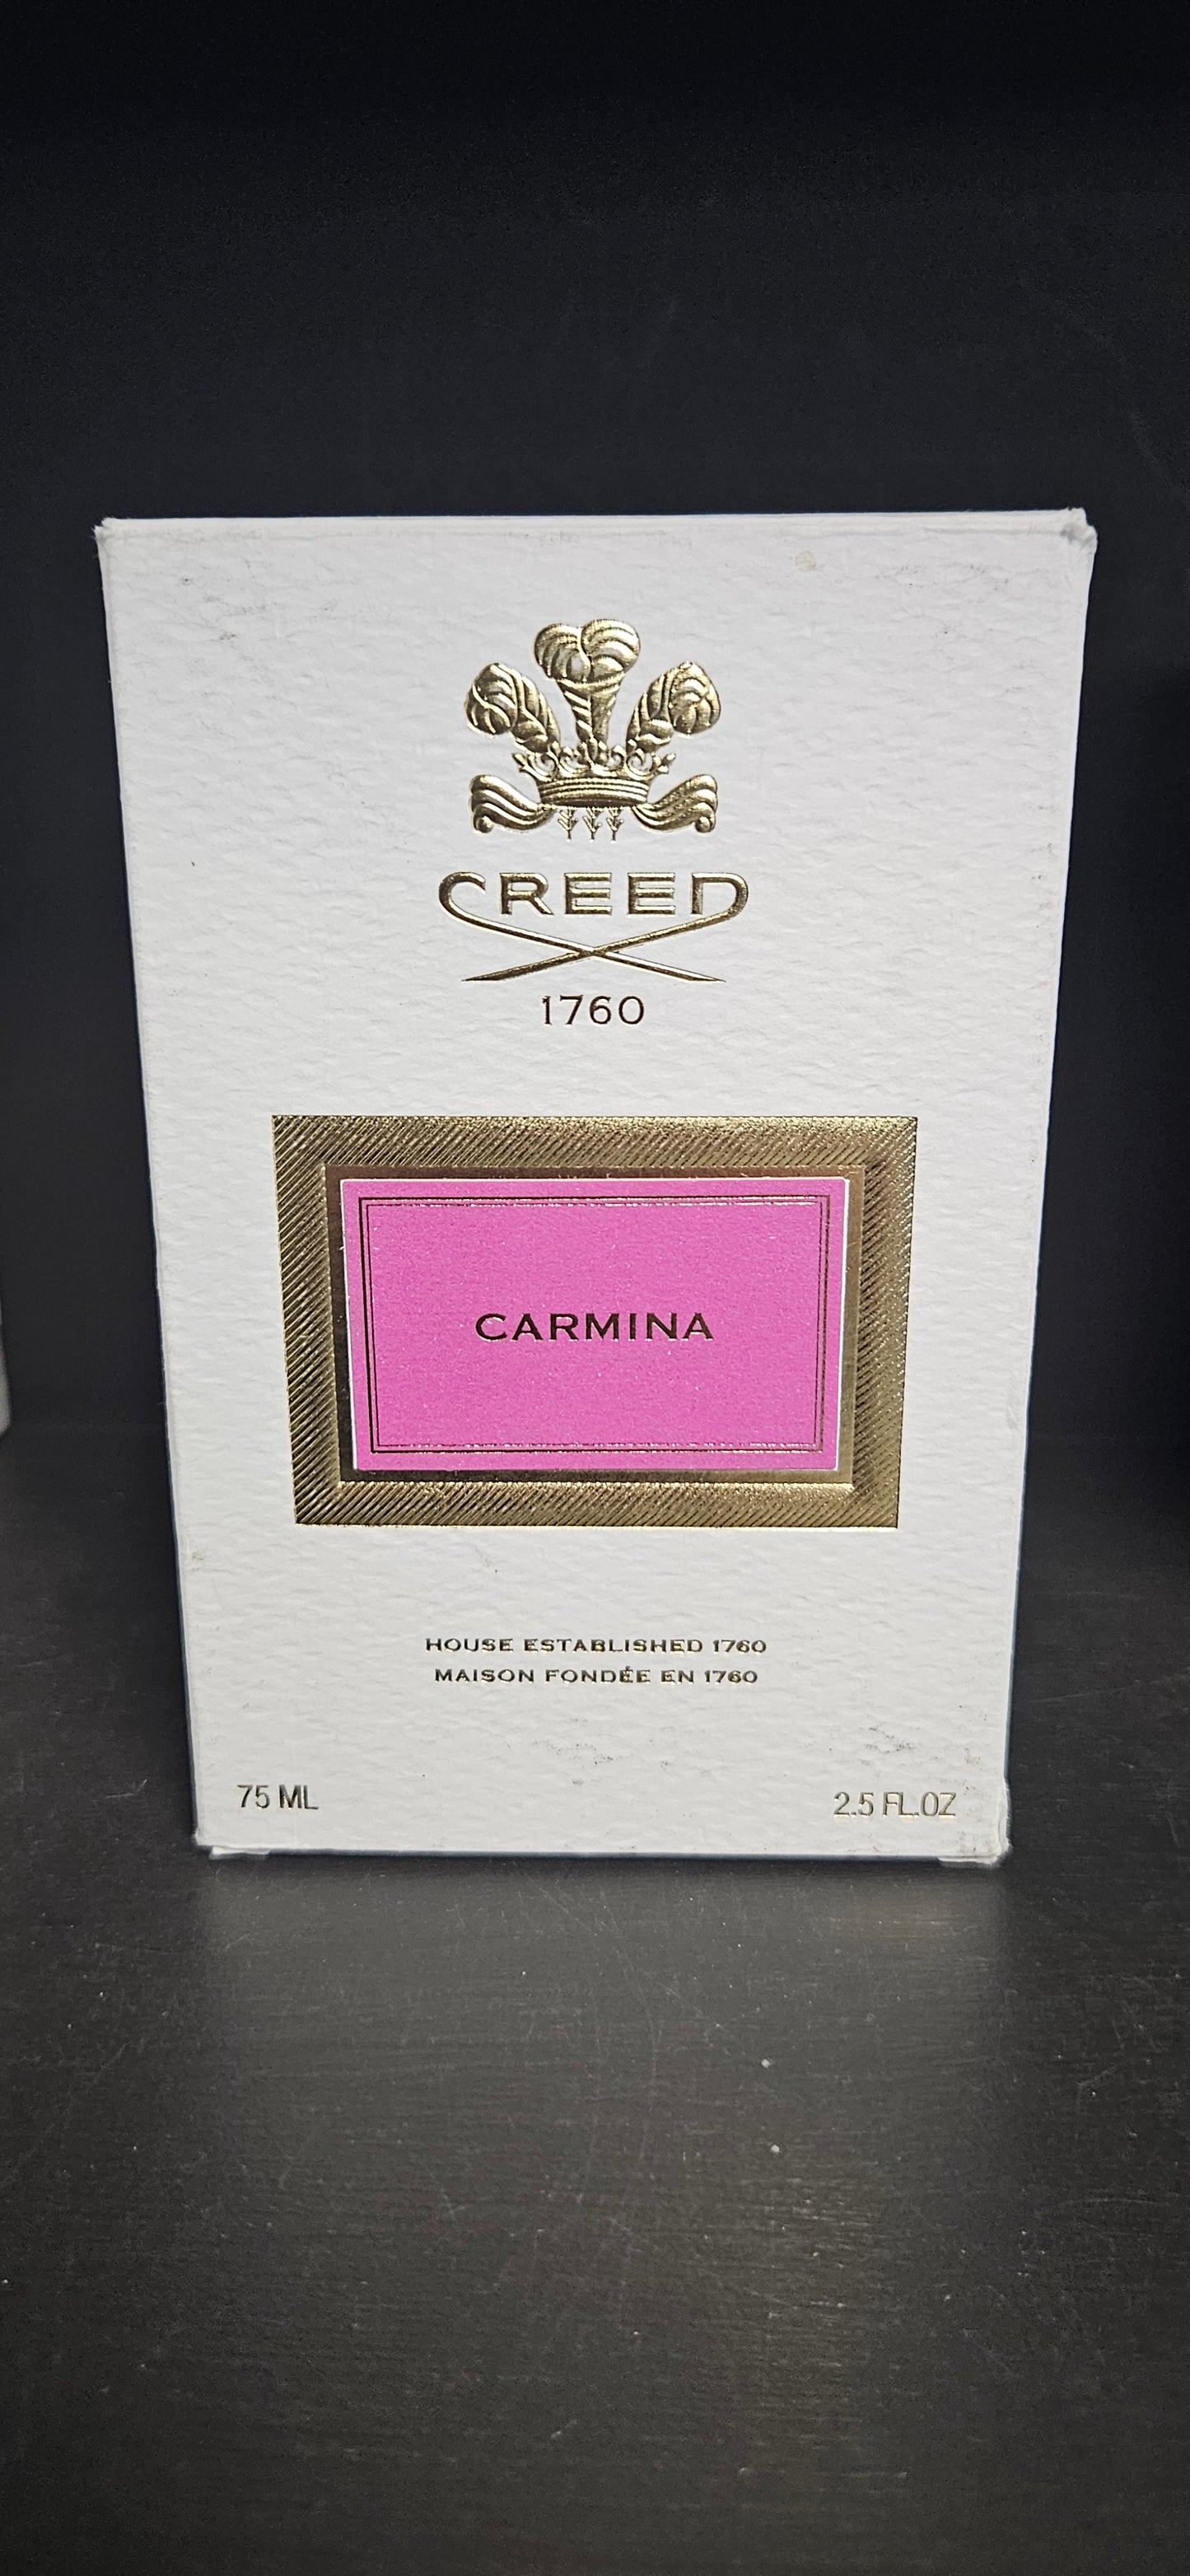 CREED
1760
CARMINA
HOUSE ESTABLISHED 1760
MAISON FONDÉE EN 1760
75 ML
2.5 FL.OZ